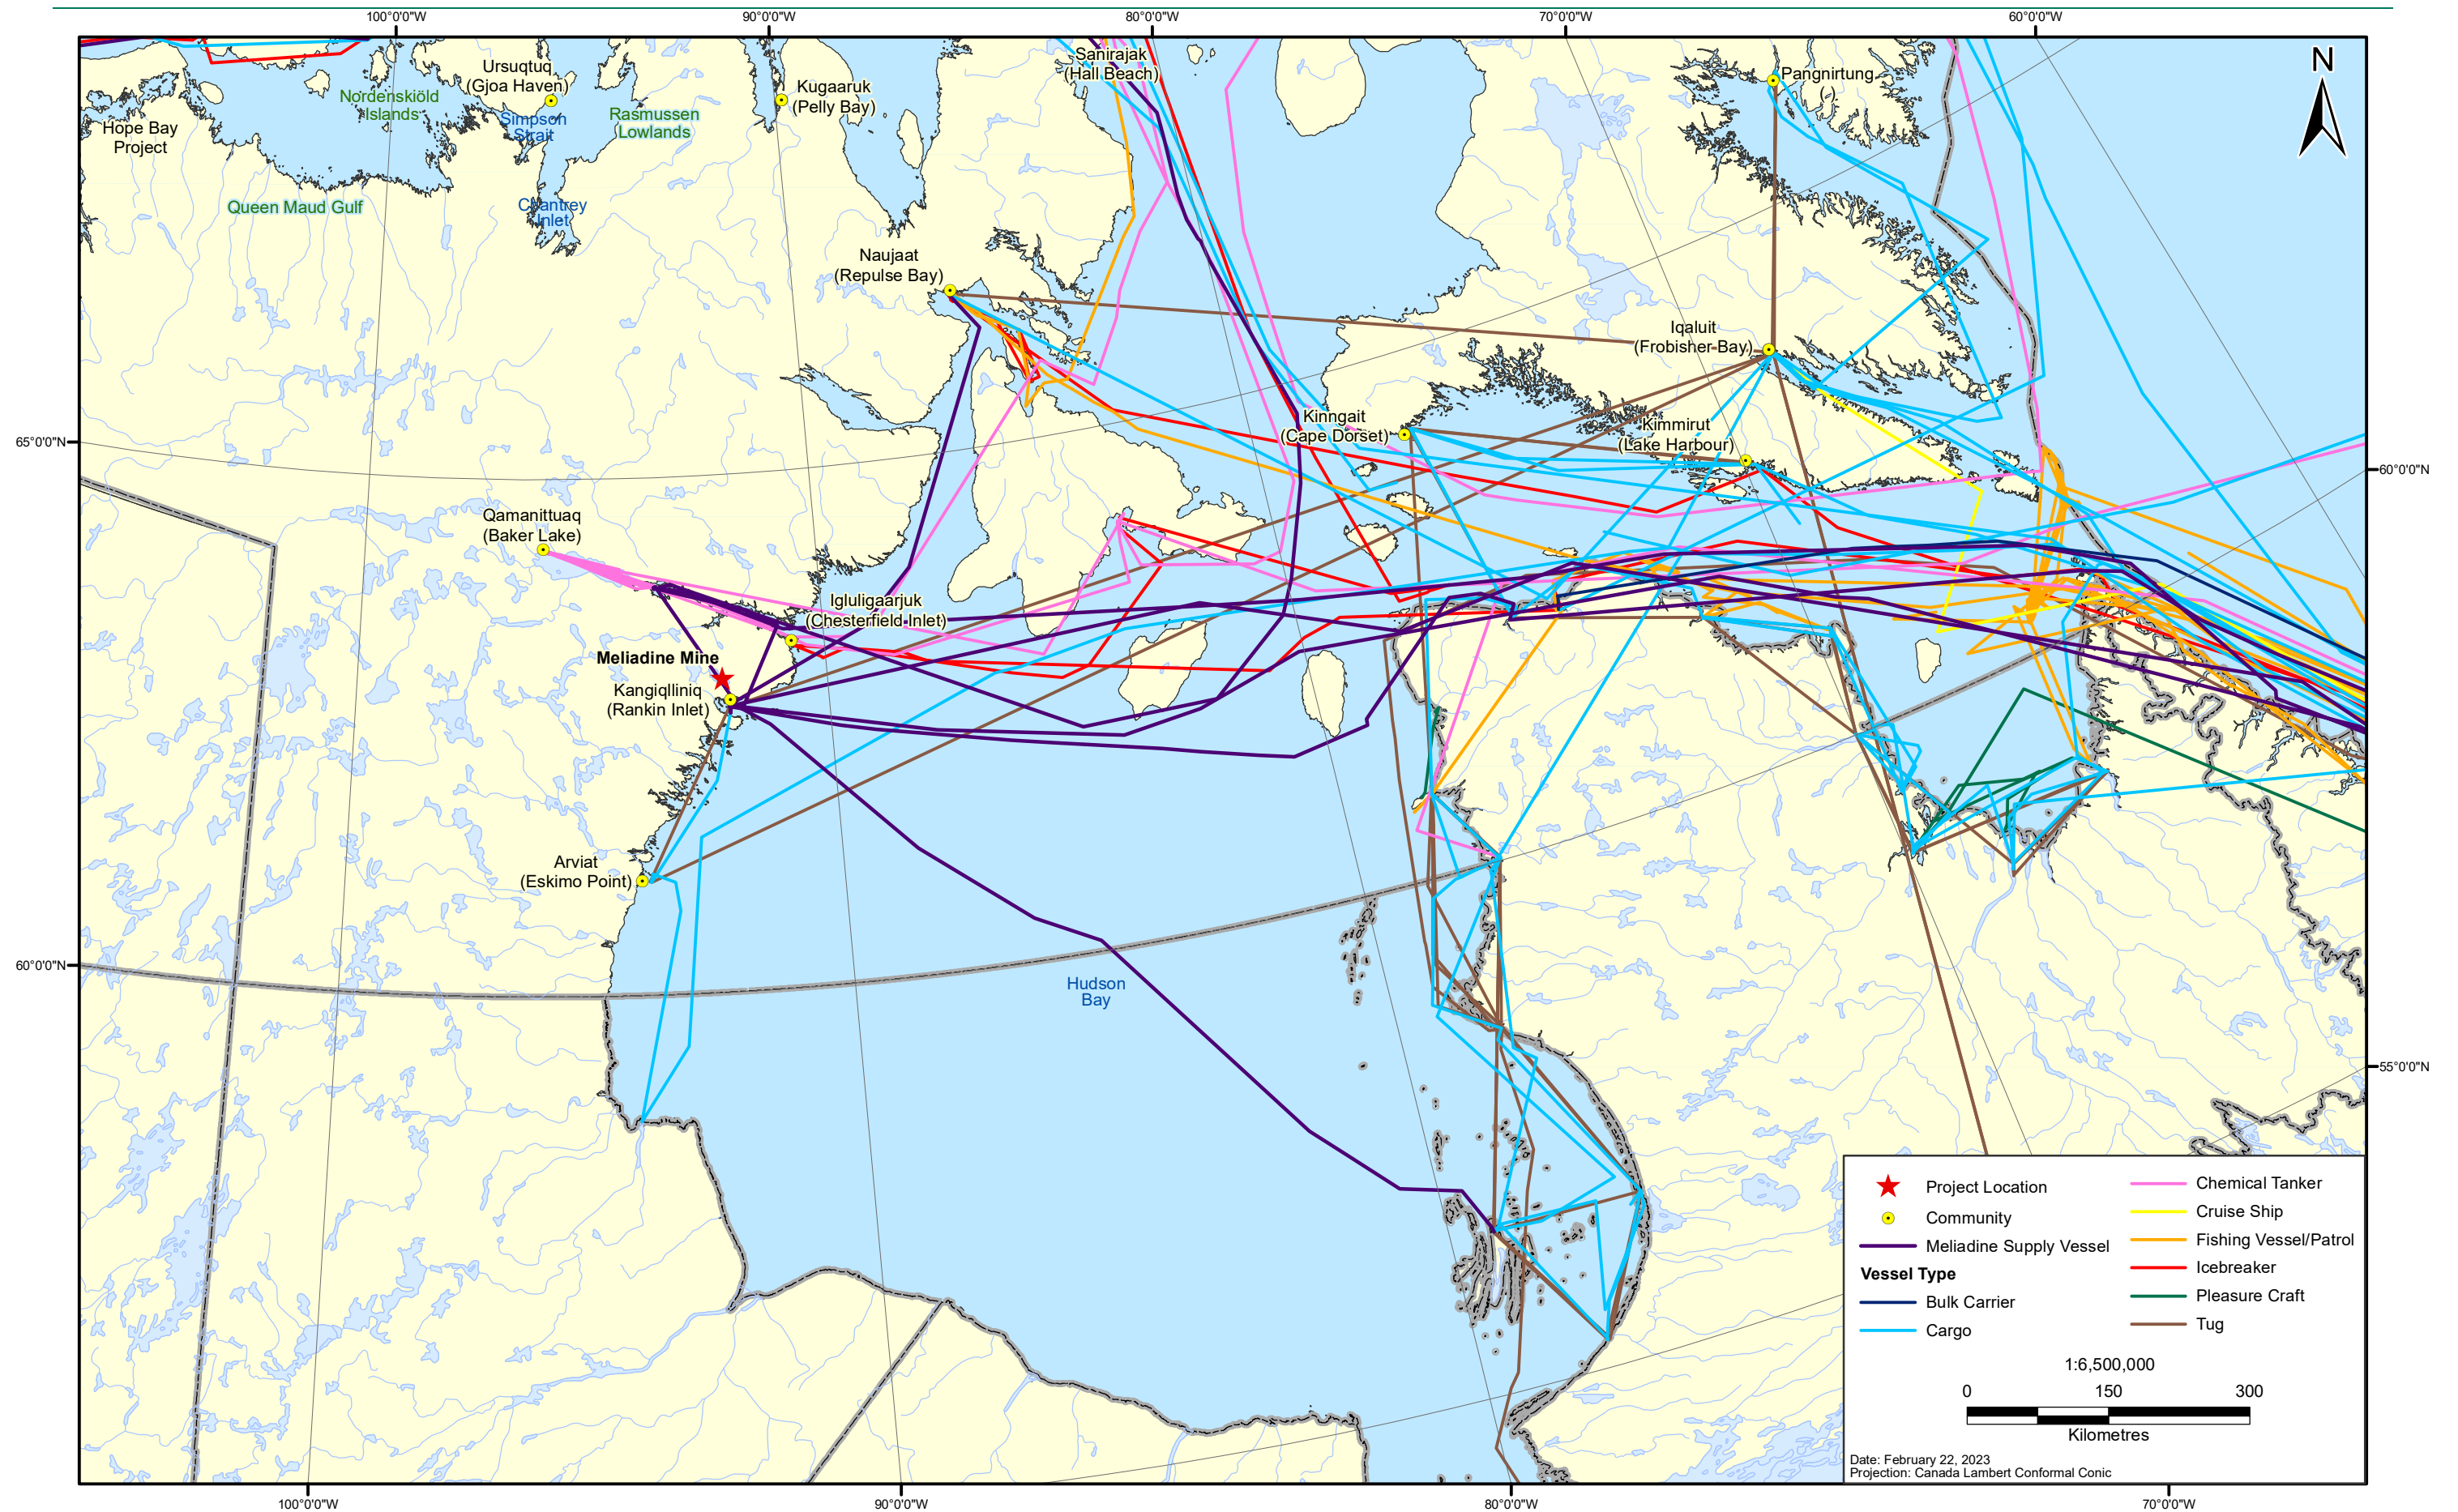 100°0'0"W
90°0'0"W
80°0'0"W
70°0'0"W
60°0'0"W
N
Sanirajak
(Hall Beach)
Ursuqtuq
(Gjoa Haven)
Kugaaruk
(Pelly Bay)
Pangnirtung
(-)
Nordenskiöld
Islands
Simpson
Strait
Rasmussen
Lowlands
Hope Bay
Project
Queen Maud Gulf
Chantrey
Inlet
Naujaat
(Repulse Bay)
Iqaluit
(Frobisher Bay)
Kinngait
(Cape Dorset)
Kimmirut
(Lake Harbour)
65°0'0"N
60°0'0"N
Qamanittuaq
(Baker Lake)
Igluligaarjuk
(Chesterfield Inlet)
Meliadine Mine
Kangiqlliniq
(Rankin Inlet)
Arviat
(Eskimo Point)
60°0'0"N
Hudson
Bay
55°0'0"N
Project Location
Community
Meliadine Supply Vessel
Vessel Type
Bulk Carrier
Cargo
Chemical Tanker
Cruise Ship
Fishing Vessel/Patrol
Icebreaker
Pleasure Craft
Tug
1:6,500,000
0 150 300
Kilometres
Date: February 22, 2023
Projection: Canada Lambert Conformal Conic
100°0'0"W
90°0'0"W
80°0'0"W
70°0'0"W